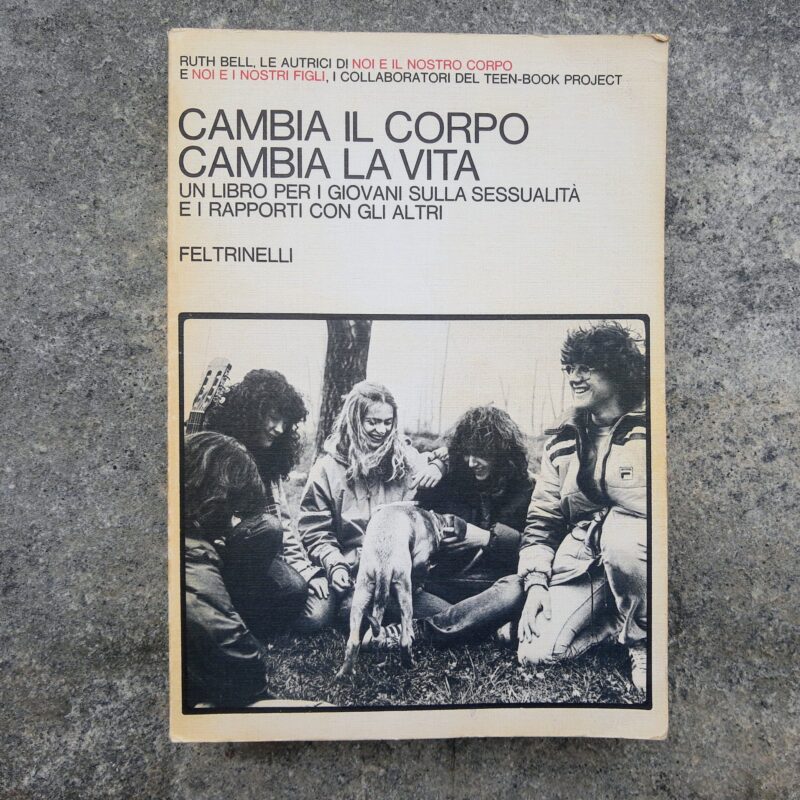 RUTH BELL, LE AUTRICI DI NOI E IL NOSTRO CORPO
E NOI E I NOSTRI FIGLI, I COLLABORATORI DEL TEEN-BOOK PROJECT
CAMBIA IL CORPO
CAMBIA LA VITA
UN LIBRO PER I GIOVANI SULLA SESSUALITÀ
E I RAPPORTI CON GLI ALTRI
FELTRINELLI
FILA